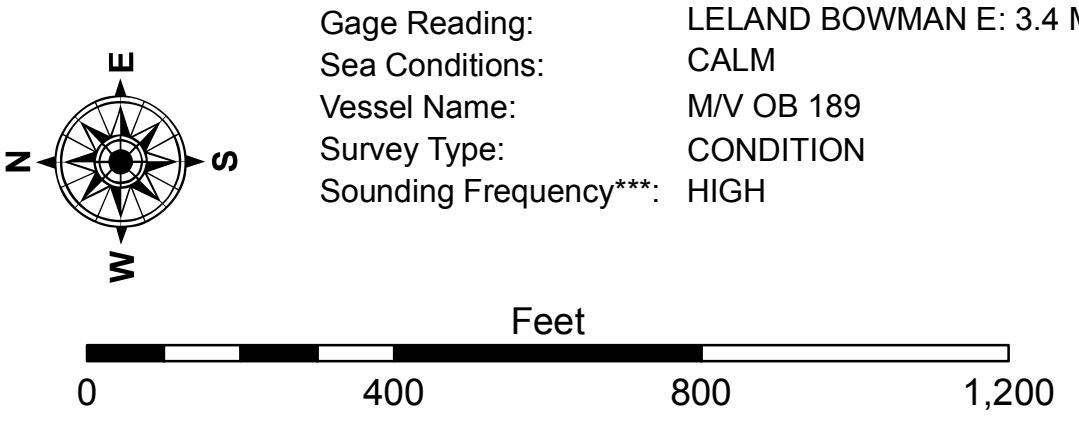 Gage Reading: LELAND BOWMAN E: 3.4
Sea Conditions: CALM
Vessel Name: M/V OB 189
Survey Type: CONDITION
Sounding Frequency***: HIGH
E
N S
W
Feet
0 400 800 1,200